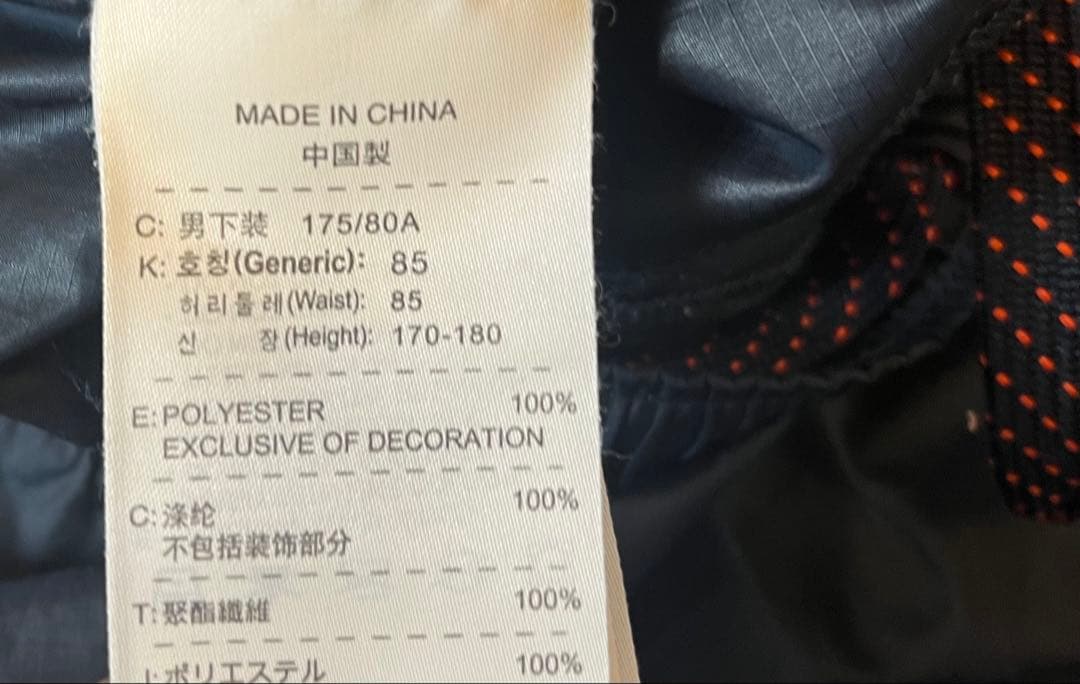 MADE IN CHINA
中国製
C: 男下装 175/80A
K: 호칭(Generic): 85
허리둘레(Waist): 85
신 장(Height): 170-180
E: POLYESTER 100%
EXCLUSIVE OF DECORATION
C: 涤纶 100%
不包括装饰部分
T: 聚酯纖維 100%
J: ポリエステル 100%